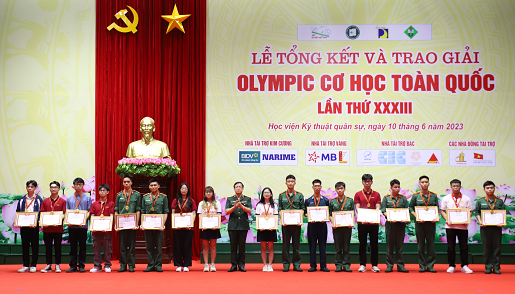 LỄ TỔNG KẾT VÀ TRAO GIẢI
OLYMPIC CƠ HỌC TOÀN QUỐC
LẦN THỨ XXXIII
Học viện Kỹ thuật quân sự, ngày 10 tháng 6 năm 2023
NHÀ TÀI TRỢ KIM CƯƠNG
NHÀ TÀI TRỢ VÀNG
NHÀ TÀI TRỢ BẠC
CÁC NHÀ ĐỒNG TÀI TRỢ
BIDV
NARIME
MB
CEC